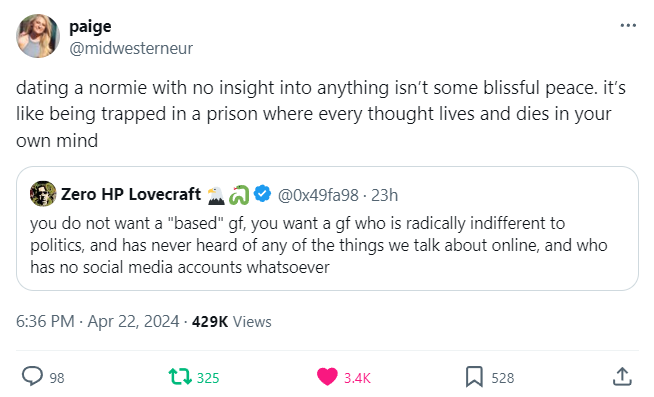 paige
@midwesterneur
dating a normie with no insight into anything isn’t some blissful peace. it’s
like being trapped in a prison where every thought lives and dies in your
own mind
Zero HP Lovecraft 🦅🐍 @0x49fa98 · 23h
you do not want a "based" gf, you want a gf who is radically indifferent to
politics, and has never heard of any of the things we talk about online, and who
has no social media accounts whatsoever
6:36 PM · Apr 22, 2024 · 429K Views
98 325 3.4K 528